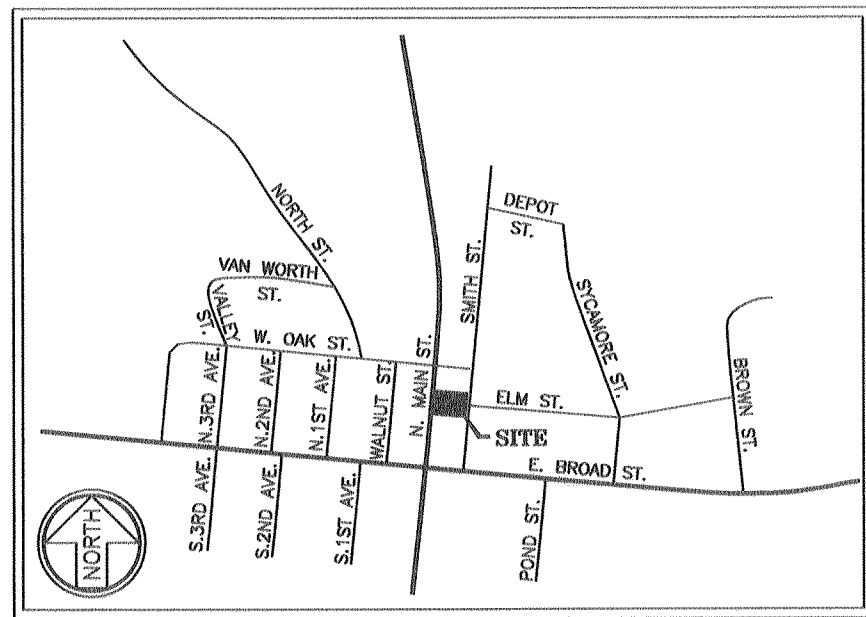 NORTH ST.
DEPOT
ST.
VAN WORTH
ST.
SMITH ST.
SYCAMORE ST.
VALLEY
ST.
W. OAK ST.
N. MAIN ST.
BROWN ST.
N.3RD AVE.
N.2ND AVE.
N.1ST AVE.
WALNUT ST.
ELM ST.
SITE
E. BROAD ST.
S.3RD AVE.
S.2ND AVE.
S.1ST AVE.
POND ST.
NORTH